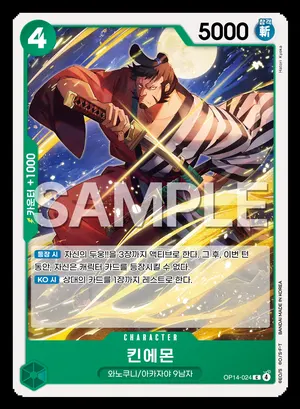 4
5000
참격
斬
카운터 +1000
SAMPLE
등장 시 자신의 두웅!!을 3장까지 액티브로 한다. 그 후, 이번 턴
동안, 자신은 캐릭터 카드를 등장시킬 수 없다.
KO 시 상대의 카드를 1장까지 레스트로 한다.
CHARACTER
킨에몬
와노쿠니/아카자야 9남자
OP14-024
BANDAI MADE IN KOREA